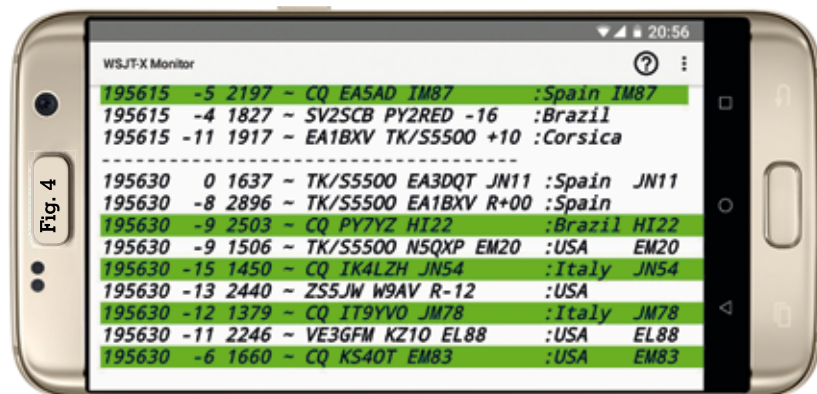 20:56
WSJT-X Monitor
195615 -5 2197 ~ CQ EA5AD IM87 :Spain IM87
195615 -4 1827 ~ SV2SCB PY2RED -16 :Brazil
195615 -11 1917 ~ EA1BXV TK/S55OO +10 :Corsica
----------------------------------------
195630 0 1637 ~ TK/S55OO EA3DQT JN11 :Spain JN11
195630 -8 2896 ~ TK/S55OO EA1BXV R+00 :Spain
195630 -9 2503 ~ CQ PY7YZ HI22 :Brazil HI22
195630 -9 1506 ~ TK/S55OO N5QXP EM20 :USA EM20
195630 -15 1450 ~ CQ IK4LZH JN54 :Italy JN54
195630 -13 2440 ~ ZS5JW W9AV R-12 :USA
195630 -12 1379 ~ CQ IT9YVO JM78 :Italy JM78
195630 -11 2246 ~ VE3GFM KZ1O EL88 :USA EL88
195630 -6 1660 ~ CQ KS4OT EM83 :USA EM83
Fig. 4